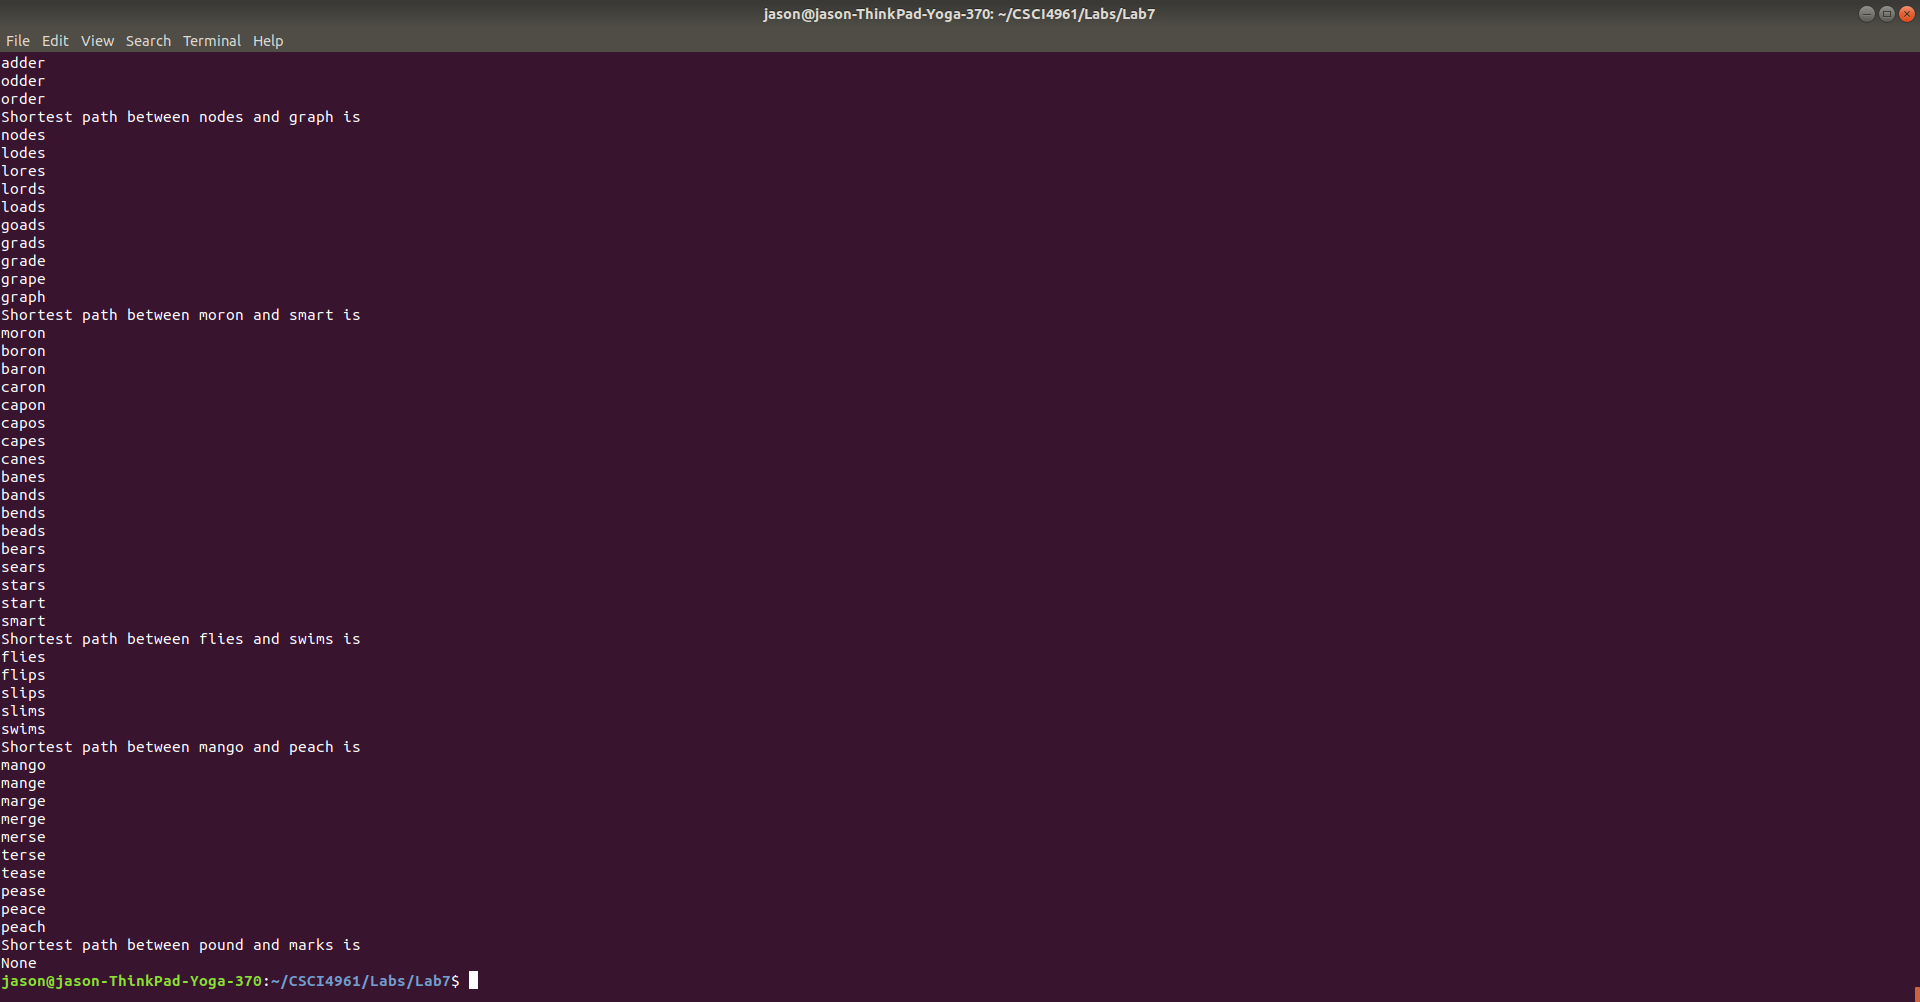 jason@jason-ThinkPad-Yoga-370: ~/CSCI4961/Labs/Lab7
File Edit View Search Terminal Help
adder
odder
order
Shortest path between nodes and graph is
nodes
lodes
lores
lords
loads
goads
grads
grade
grape
graph
Shortest path between moron and smart is
moron
boron
baron
caron
capon
capos
capes
canes
banes
bands
bends
beads
bears
sears
stars
start
smart
Shortest path between flies and swims is
flies
flips
slips
slims
swims
Shortest path between mango and peach is
mango
mange
marge
merge
merse
terse
tease
pease
peace
peach
Shortest path between pound and marks is
None
jason@jason-ThinkPad-Yoga-370:~/CSCI4961/Labs/Lab7$